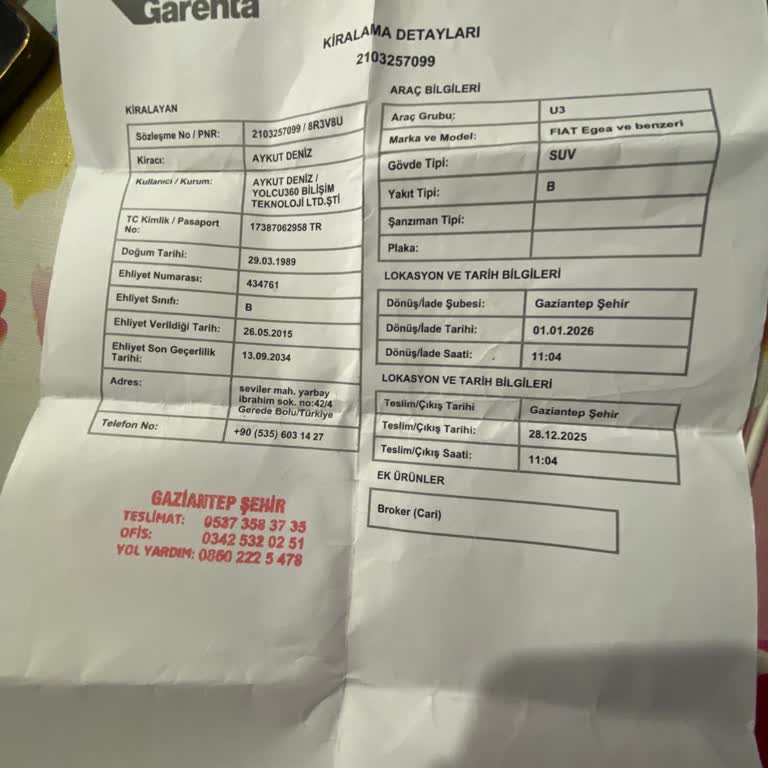 Garenta
KİRALAMA DETAYLARI
2103257099
KİRALAYAN
Sözleşme No / PNR: 2103257099 / 8R3V8U
Kiracı: AYKUT DENİZ
Kullanıcı / Kurum: AYKUT DENİZ /
YOLCU360 BİLİŞİM
TEKNOLOJİ LTD.ŞTİ
TC Kimlik / Pasaport
No: 17387062958 TR
Doğum Tarihi: 29.03.1989
Ehliyet Numarası: 434761
Ehliyet Sınıfı: B
Ehliyet Verildiği Tarih: 26.05.2015
Ehliyet Son Geçerlilik
Tarihi: 13.09.2034
Adres: seviler mah. yarbay
ibrahim sok. no:42/4
Gerede Bolu/Türkiye
Telefon No: +90 (535) 603 14 27
GAZİANTEP ŞEHİR
TESLİMAT: 0537 358 37 35
OFİS: 0342 532 02 51
YOL YARDIM: 0850 222 5 478
ARAÇ BİLGİLERİ
Araç Grubu: U3
Marka ve Model: FIAT Egea ve benzeri
Gövde Tipi: SUV
Yakıt Tipi: B
Şanzıman Tipi:
Plaka:
LOKASYON VE TARİH BİLGİLERİ
Dönüş/İade Şubesi: Gaziantep Şehir
Dönüş/İade Tarihi: 01.01.2026
Dönüş/İade Saati: 11:04
LOKASYON VE TARİH BİLGİLERİ
Teslim/Çıkış Tarihi Gaziantep Şehir
Teslim/Çıkış Tarihi: 28.12.2025
Teslim/Çıkış Saati: 11:04
EK ÜRÜNLER
Broker (Cari)